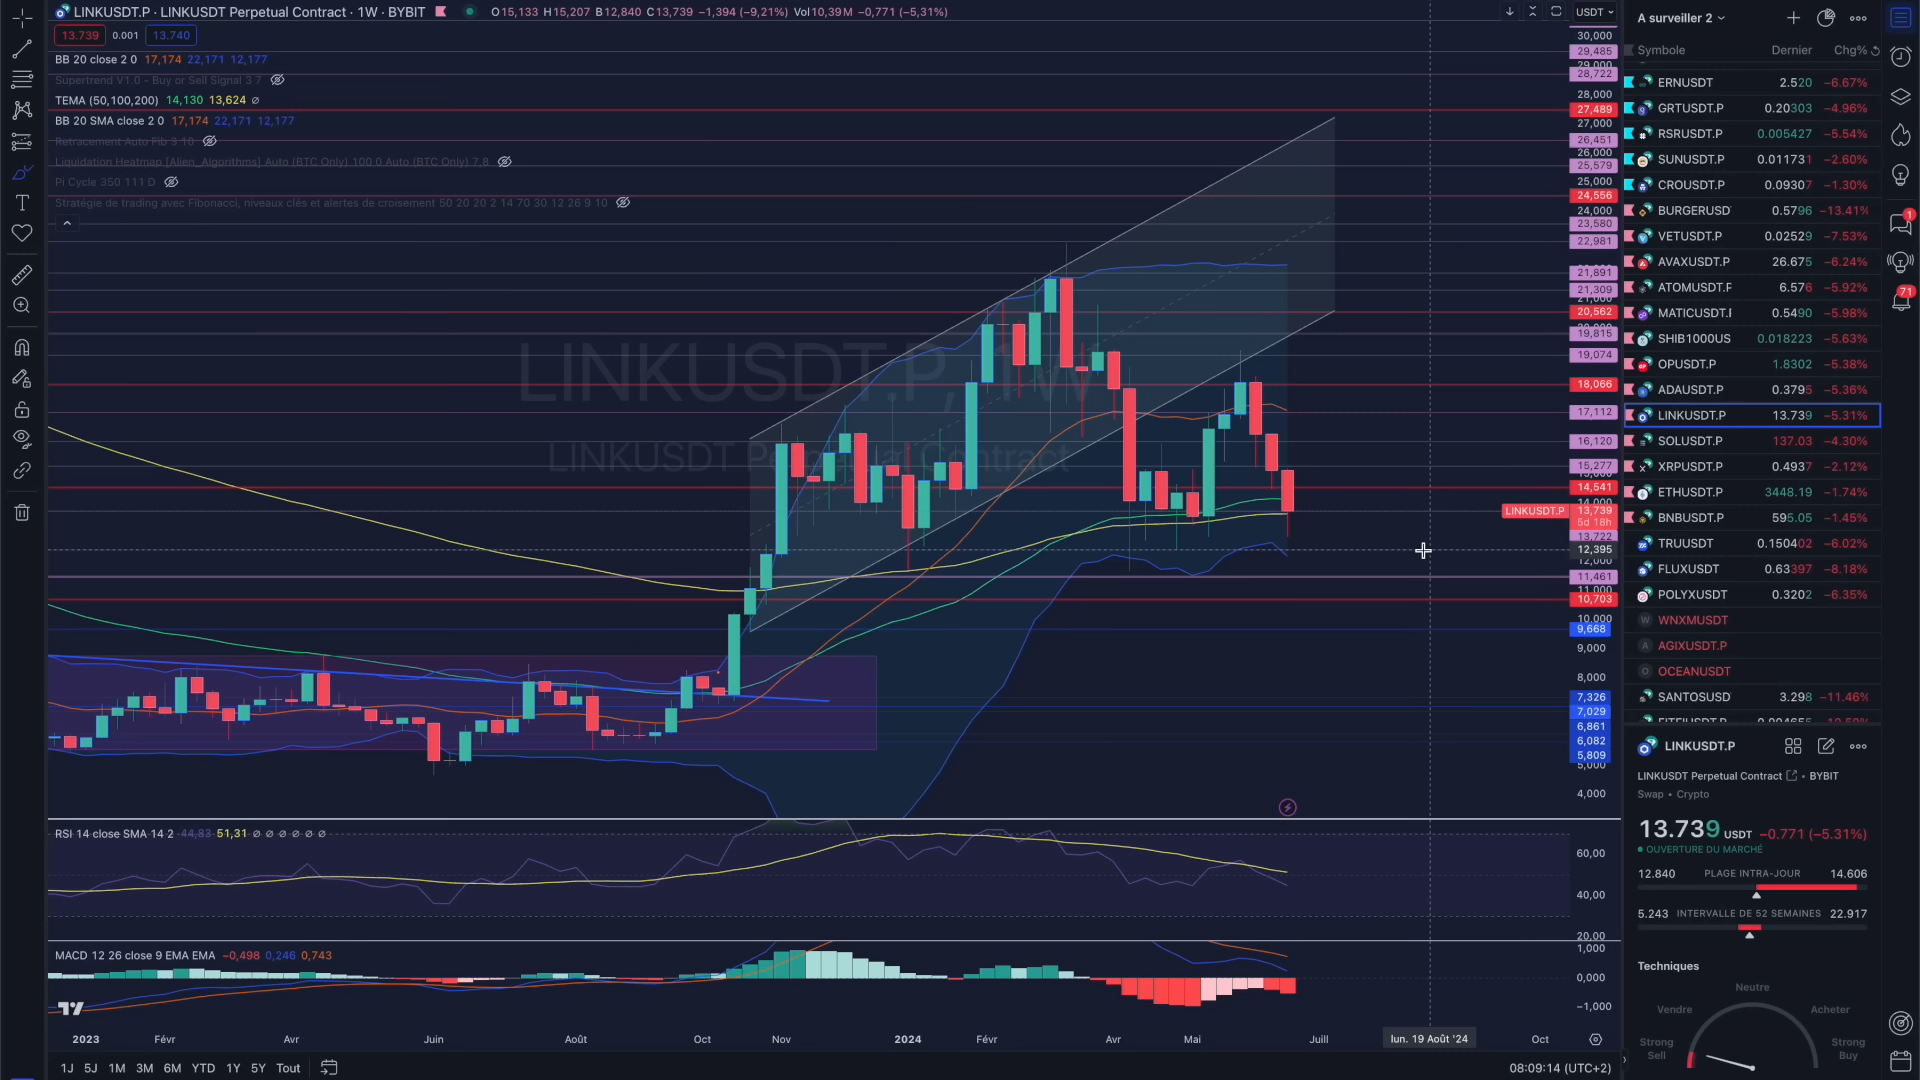 LINKUSDT.P · LINKUSDT Perpetual Contract · 1W · BYBIT
O15,133 H15,207 B12,840 C13,739 −1,394 (−9,21%) Vol10,39 M −0,771 (−5,31%)
13.739 0.001 13.740
BB 20 close 2 0 17,174 22,171 12,177
Supertrend V1.0 - Buy or Sell Signal 3 7
TEMA (50,100,200) 14,130 13,624 ∅
BB 20 SMA close 2 0 17,174 22,171 12,177
Retracement Auto Fib 3 10
Liquidation Heatmap [Alien_Algorithms] Auto (BTC Only) 100 0 Auto (BTC Only) 7,8
Pi Cycle 350 111 D
Stratégie de trading avec Fibonacci, niveaux clés et alertes de croisement 50 20 20 2 14 70 30 12 26 9 10
LINKUSDT.P, 1W
LINKUSDT Perpetual Contract
USDT
30,000
29,485
29,000
28,722
28,000
27,489
27,000
26,451
26,000
25,579
25,000
24,556
24,000
23,580
22,981
21,891
21,309
21,000
20,562
19,815
19,074
18,066
17,112
16,120
15,277
14,541
14,000
LINKUSDT.P 13,739
5d 18h
13,722
12,395
12,000
11,461
11,000
10,703
10,000
9,668
9,000
8,000
7,326
7,029
6,861
6,082
5,809
5,000
4,000
RSI 14 close SMA 14 2 44,83 51,31 ∅ ∅ ∅ ∅ ∅ ∅
60,00
40,00
20,00
MACD 12 26 close 9 EMA EMA −0,498 0,246 0,743
1,000
0,000
−1,000
2023 Févr Avr Juin Août Oct Nov 2024 Févr Avr Mai Juill lun. 19 Août '24 Oct
1J 5J 1M 3M 6M YTD 1Y 5Y Tout
08:09:14 (UTC+2)
A surveiller 2
Symbole Dernier Chg%
ERNUSDT 2.520 −6.67%
GRTUSDT.P 0.20303 −4.96%
RSRUSDT.P 0.005427 −5.54%
SUNUSDT.P 0.011731 −2.60%
CROUSDT.P 0.09307 −1.30%
BURGERUSD 0.5796 −13.41%
VETUSDT.P 0.02529 −7.53%
AVAXUSDT.P 26.675 −6.24%
ATOMUSDT.F 6.576 −5.92%
MATICUSDT.I 0.5490 −5.98%
SHIB1000US 0.018223 −5.63%
OPUSDT.P 1.8302 −5.38%
ADAUSDT.P 0.3795 −5.36%
LINKUSDT.P 13.739 −5.31%
SOLUSDT.P 137.03 −4.30%
XRPUSDT.P 0.4937 −2.12%
ETHUSDT.P 3448.19 −1.74%
BNBUSDT.P 595.05 −1.45%
TRUUSDT 0.150402 −6.02%
FLUXUSDT 0.63397 −8.18%
POLYXUSDT 0.3202 −6.35%
W WNXMUSDT
A AGIXUSDT.P
O OCEANUSDT
SANTOSUSD 3.298 −11.46%
1
71
LINKUSDT.P
LINKUSDT Perpetual Contract • BYBIT
Swap • Crypto
13.739 USDT −0.771 (−5.31%)
OUVERTURE DU MARCHÉ
12.840 PLAGE INTRA-JOUR 14.606
5.243 INTERVALLE DE 52 SEMAINES 22.917
Techniques
Neutre
Vendre Acheter
Strong Sell
Strong Buy